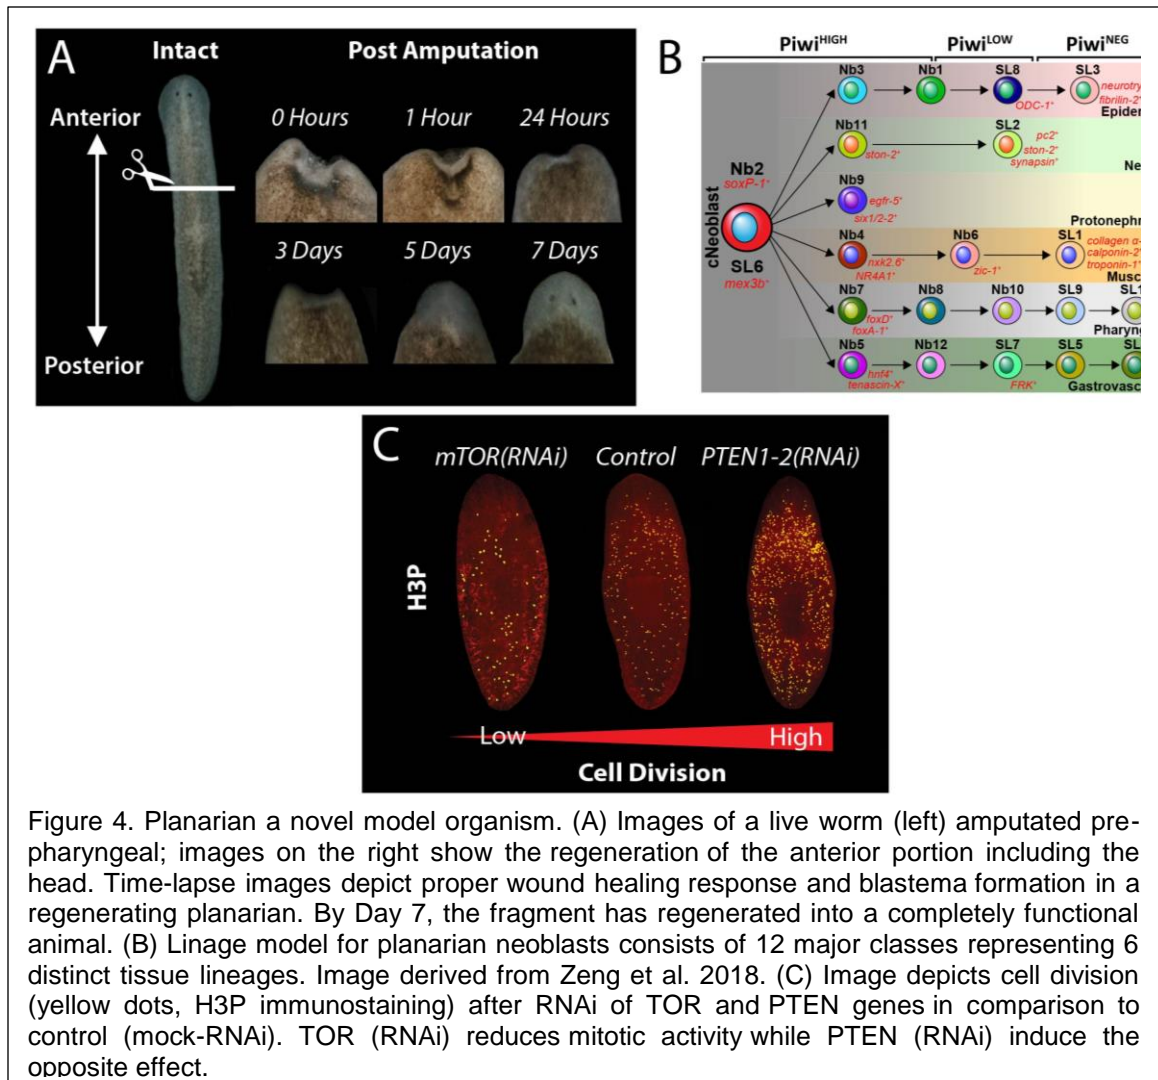 A
Intact
Post Amputation
Anterior
Posterior
0 Hours
1 Hour
24 Hours
3 Days
5 Days
7 Days
B
PiwiHIGH
PiwiLOW
PiwiNEG
cNeoblast
Nb2
soxP-1+
SL6
mex3b+
Nb3
Nb1
SL8
ODC-1+
SL3
neurotry
fibrilin-2+
Epider
Nb11
ston-2+
SL2
pc2+
ston-2+
synapsin+
Ne
Nb9
egfr-5+
six1/2-2+
Protonephr
Nb4
nxk2.6+
NR4A1+
Nb6
zic-1+
SL1
collagen α-
calponin-2+
troponin-1+
Musc
Nb7
foxD+
foxA-1+
Nb8
Nb10
SL9
SL1
Pharyng
Nb5
hnf4+
tenascin-X+
Nb12
SL7
FRK+
SL5
SL
Gastrovasc
C
mTOR(RNAi)
Control
PTEN1-2(RNAi)
H3P
Low
High
Cell Division
Figure 4. Planarian a novel model organism. (A) Images of a live worm (left) amputated pre-
pharyngeal; images on the right show the regeneration of the anterior portion including the
head. Time-lapse images depict proper wound healing response and blastema formation in a
regenerating planarian. By Day 7, the fragment has regenerated into a completely functional
animal. (B) Linage model for planarian neoblasts consists of 12 major classes representing 6
distinct tissue lineages. Image derived from Zeng et al. 2018. (C) Image depicts cell division
(yellow dots, H3P immunostaining) after RNAi of TOR and PTEN genes in comparison to
control (mock-RNAi). TOR (RNAi) reduces mitotic activity while PTEN (RNAi) induce the
opposite effect.